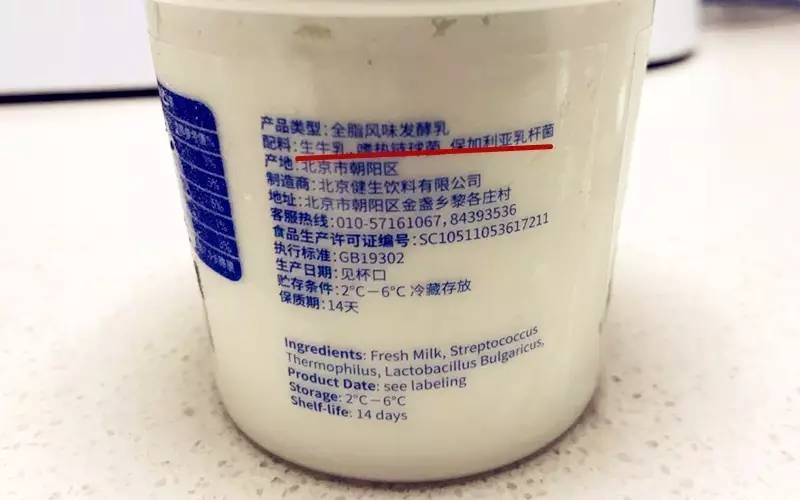 产品类型: 全脂风味发酵乳
配料: 生牛乳, 嗜热链球菌, 保加利亚乳杆菌
产地: 北京市朝阳区
制造商: 北京健生饮料有限公司
地址: 北京市朝阳区金盏乡黎各庄村
客服热线: 010-57161067, 84393536
食品生产许可证编号: SC10511053617211
执行标准: GB19302
生产日期: 见杯口
贮存条件: 2°C－6°C 冷藏存放
保质期: 14天
Ingredients: Fresh Milk, Streptococcus
Thermophilus, Lactobacillus Bulgaricus,
Product Date: see labeling
Storage: 2°C－6°C
Shelf-life: 14 days